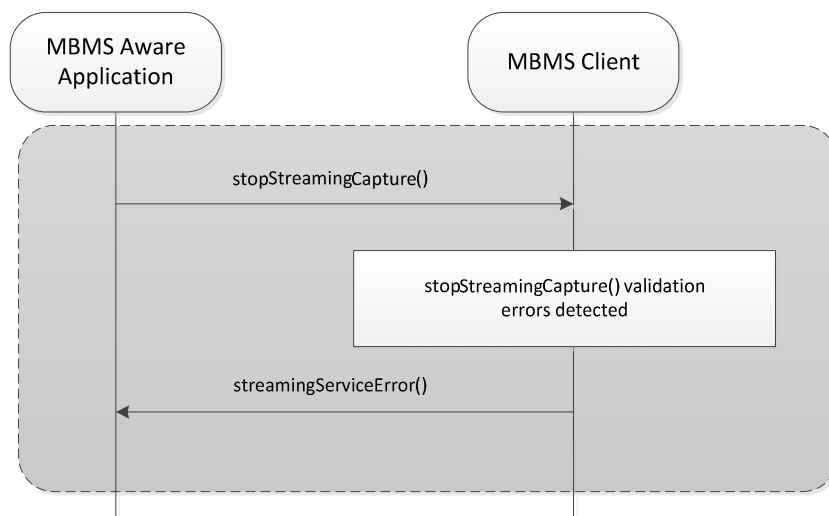 MBMS Aware
Application
MBMS Client
stopStreamingCapture()
stopStreamingCapture() validation
errors detected
streamingServiceError()